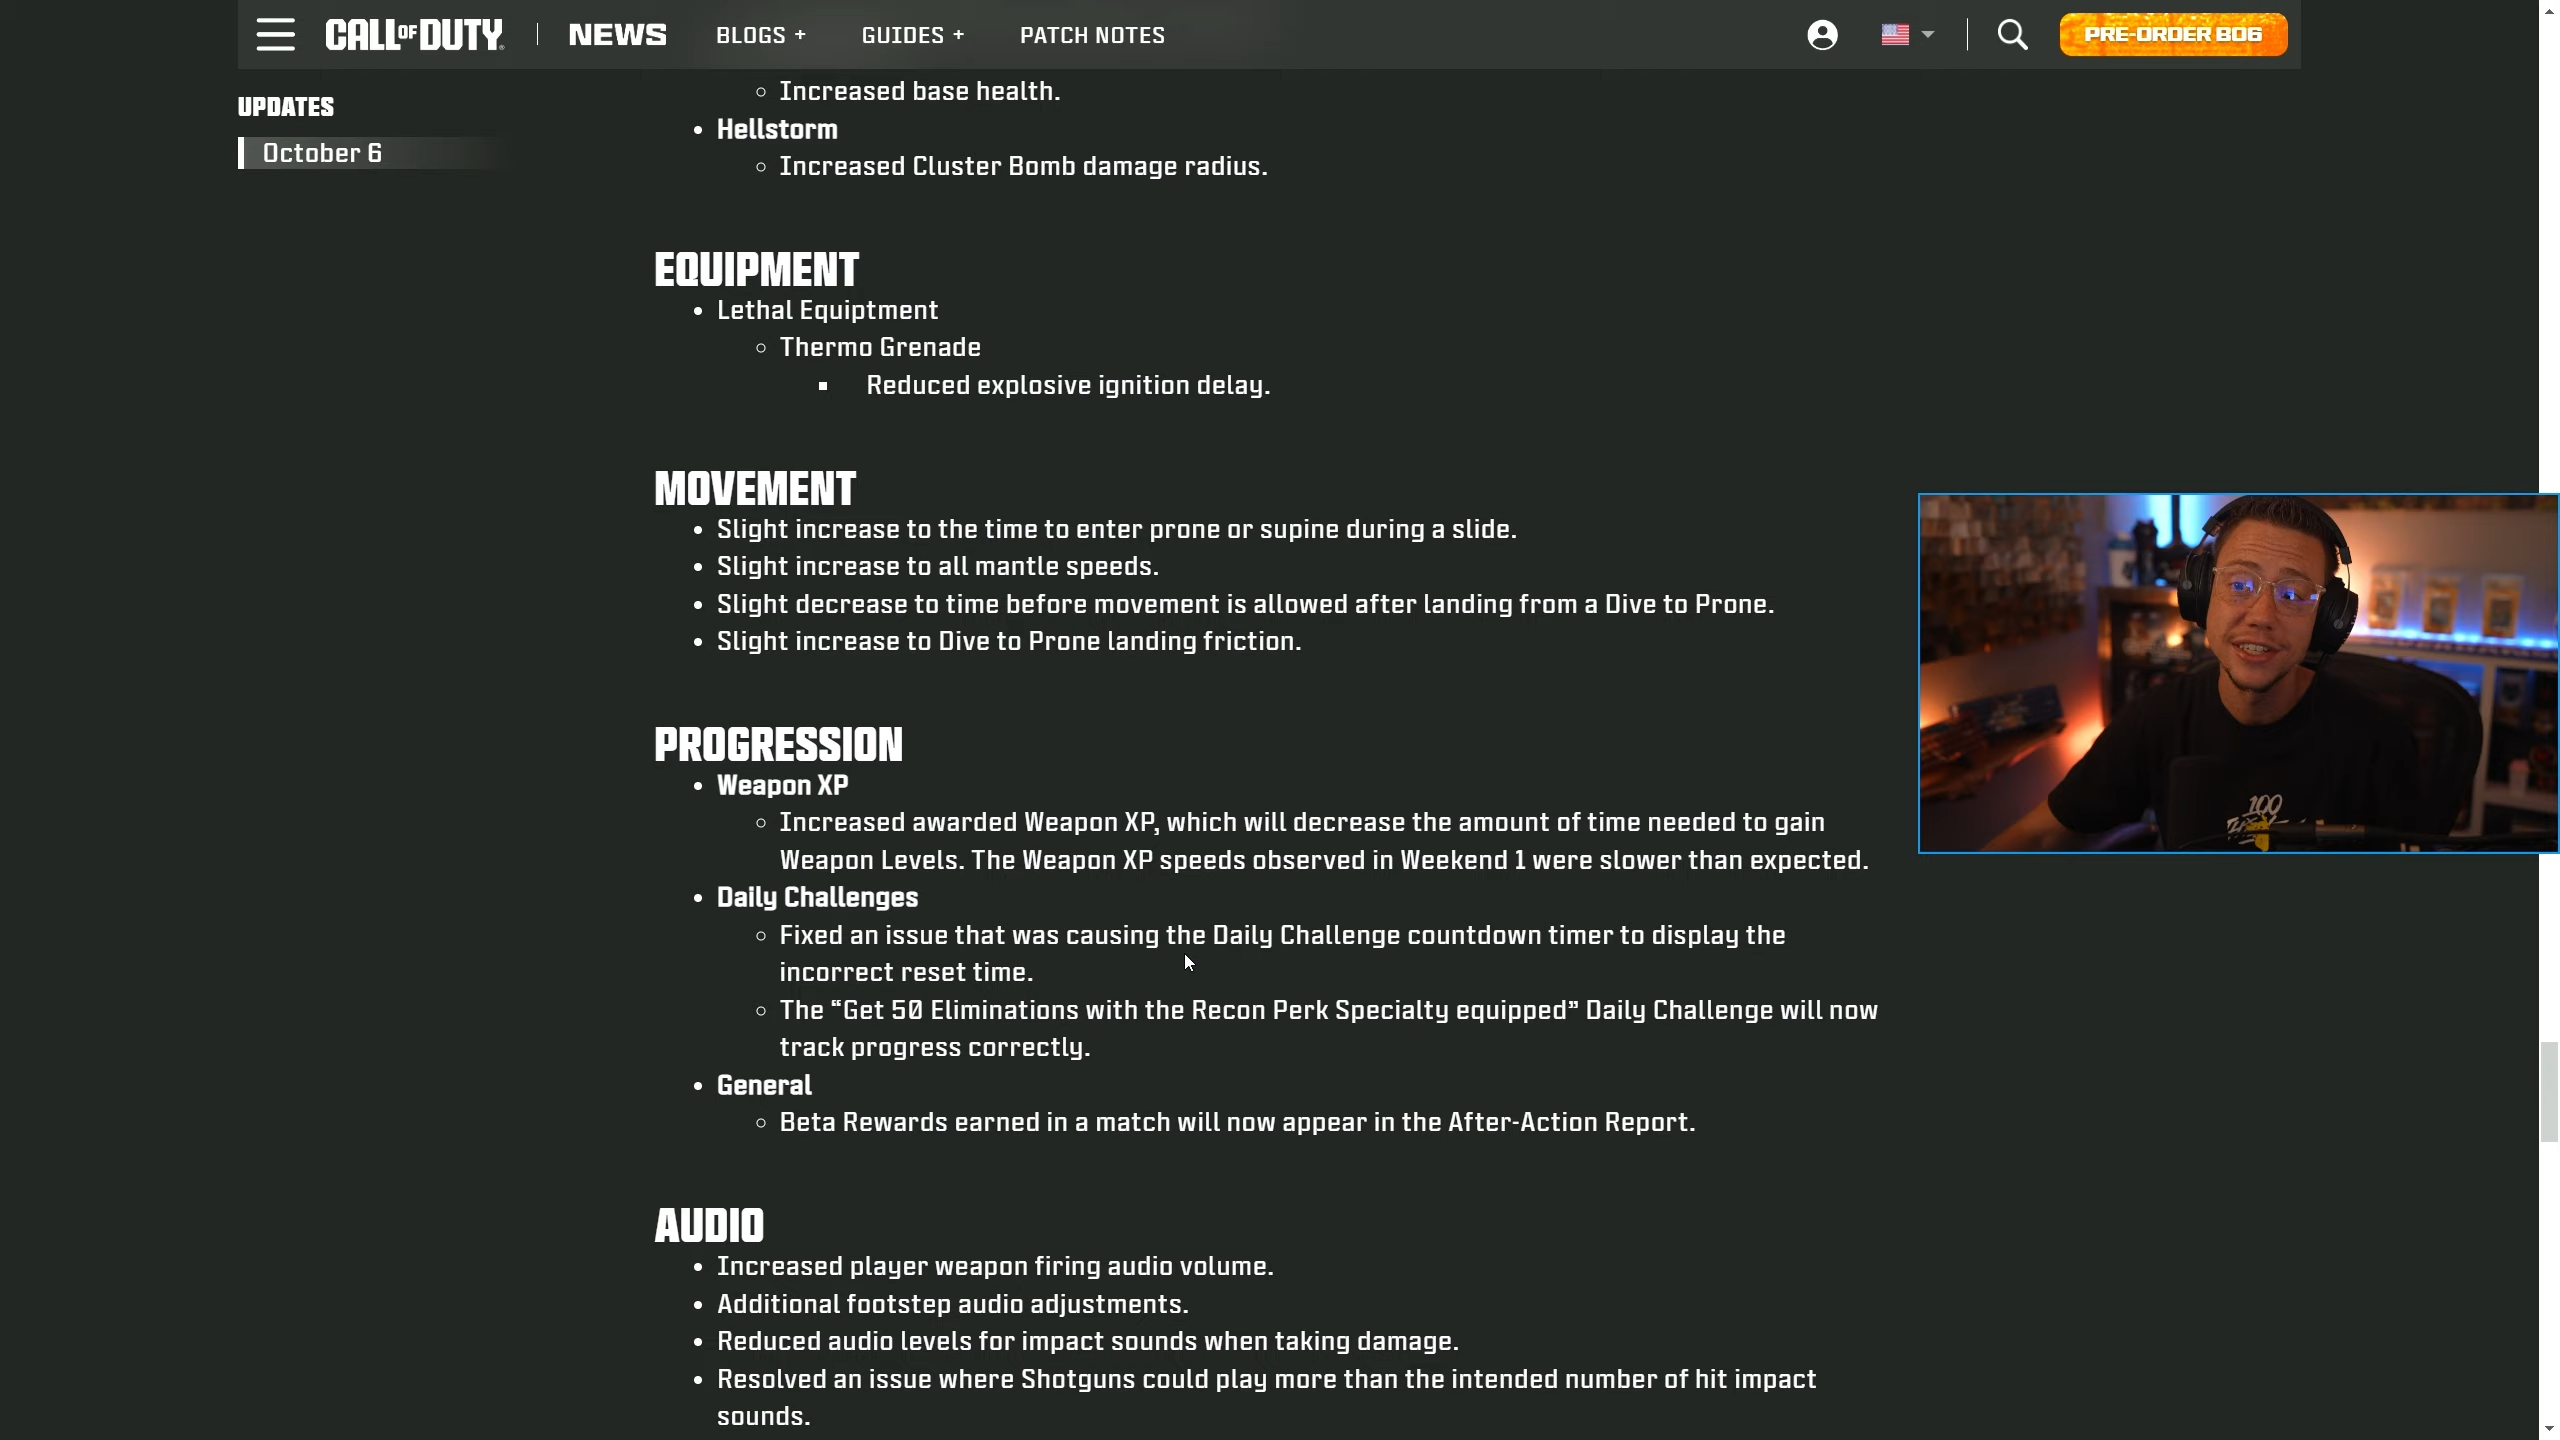 CALL OF DUTY NEWS BLOGS + GUIDES + PATCH NOTES PRE-ORDER BO6
UPDATES
October 6
Increased base health.
Hellstorm
Increased Cluster Bomb damage radius.
EQUIPMENT
Lethal Equiptment
Thermo Grenade
Reduced explosive ignition delay.
MOVEMENT
Slight increase to the time to enter prone or supine during a slide.
Slight increase to all mantle speeds.
Slight decrease to time before movement is allowed after landing from a Dive to Prone.
Slight increase to Dive to Prone landing friction.
PROGRESSION
Weapon XP
Increased awarded Weapon XP, which will decrease the amount of time needed to gain
Weapon Levels. The Weapon XP speeds observed in Weekend 1 were slower than expected.
Daily Challenges
Fixed an issue that was causing the Daily Challenge countdown timer to display the
incorrect reset time.
The “Get 50 Eliminations with the Recon Perk Specialty equipped” Daily Challenge will now
track progress correctly.
General
Beta Rewards earned in a match will now appear in the After-Action Report.
AUDIO
Increased player weapon firing audio volume.
Additional footstep audio adjustments.
Reduced audio levels for impact sounds when taking damage.
Resolved an issue where Shotguns could play more than the intended number of hit impact
sounds.
100